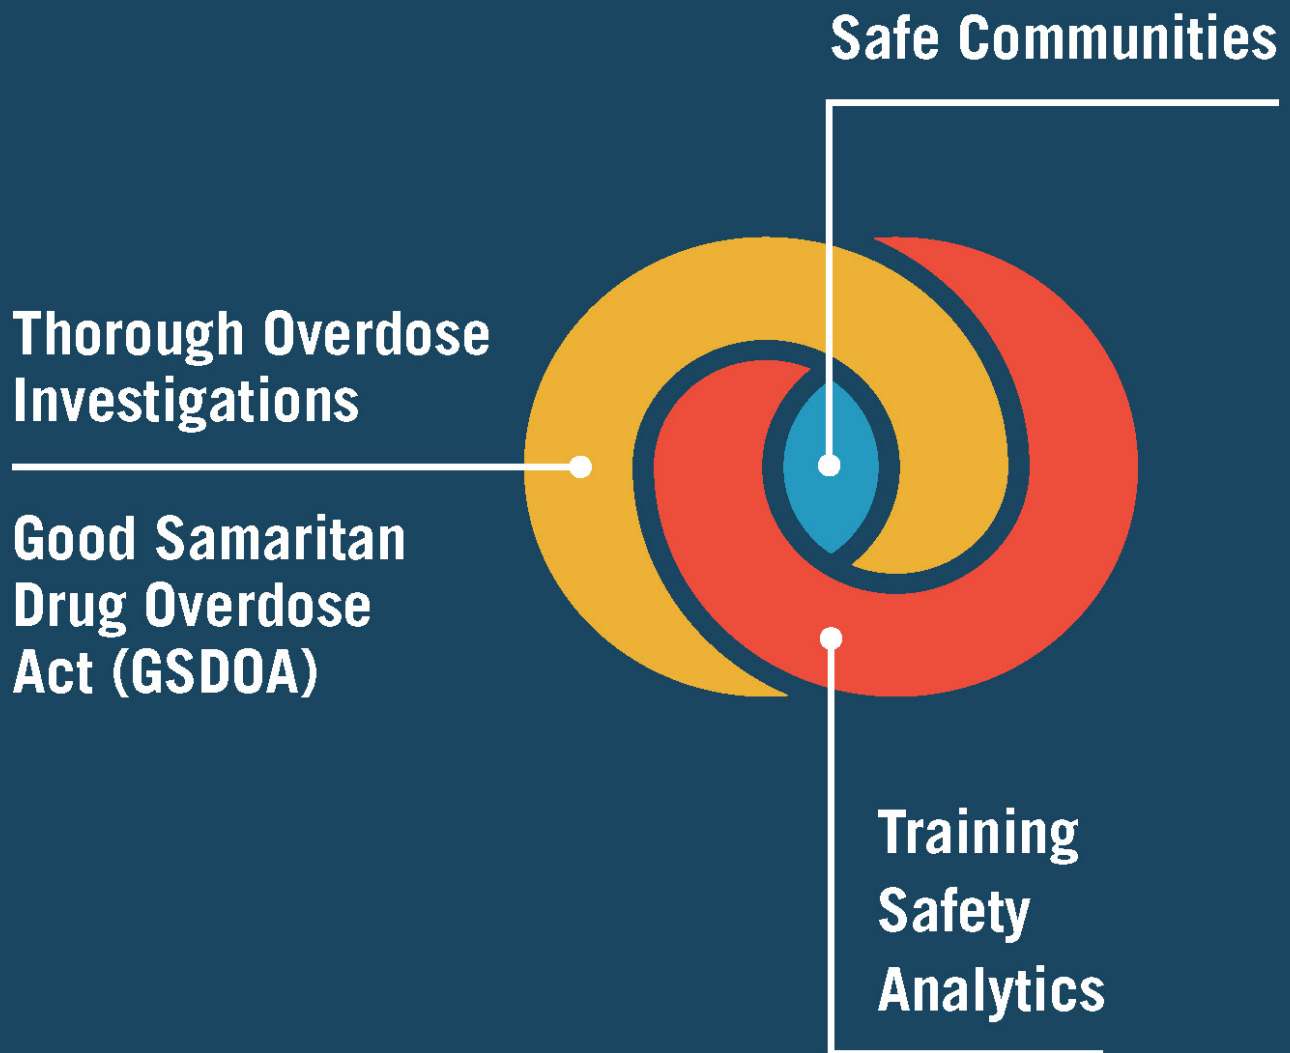 Safe Communities
Thorough Overdose
Investigations
Good Samaritan
Drug Overdose
Act (GSDOA)
Training
Safety
Analytics